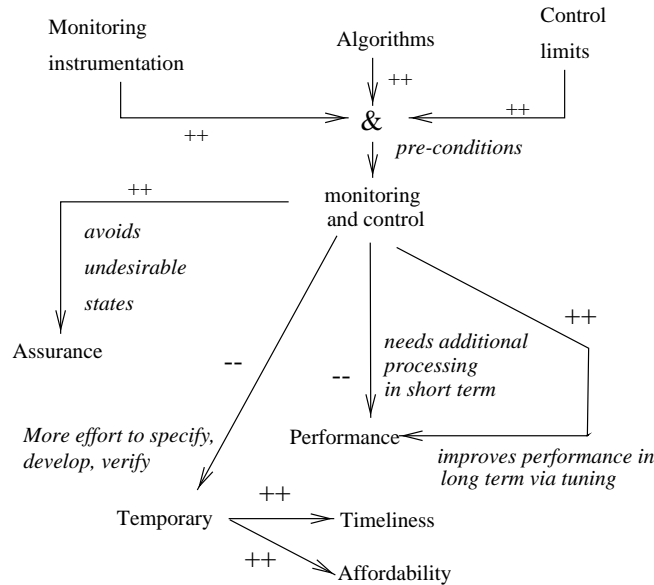 Monitoring
instrumentation
Algorithms
Control
limits
++
++
++
&
pre-conditions
++
monitoring
and control
avoids
undesirable
states
++
Assurance
--
--
needs additional
processing
in short term
More effort to specify,
develop, verify
Performance
improves performance in
long term via tuning
Temporary
++
Timeliness
++
Affordability